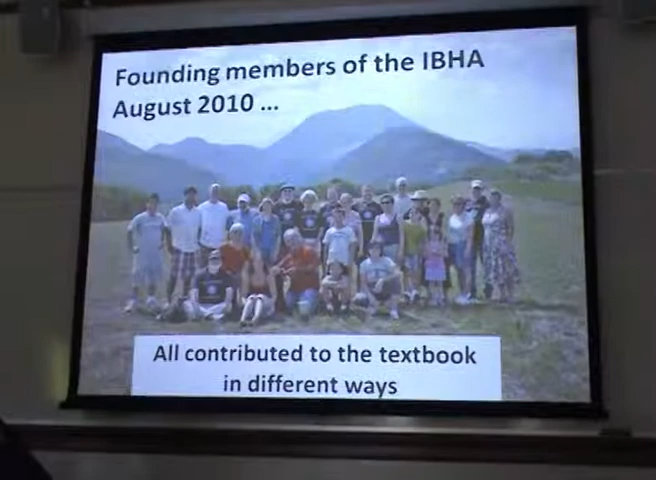 Founding members of the IBHA
August 2010 ...
All contributed to the textbook
in different ways